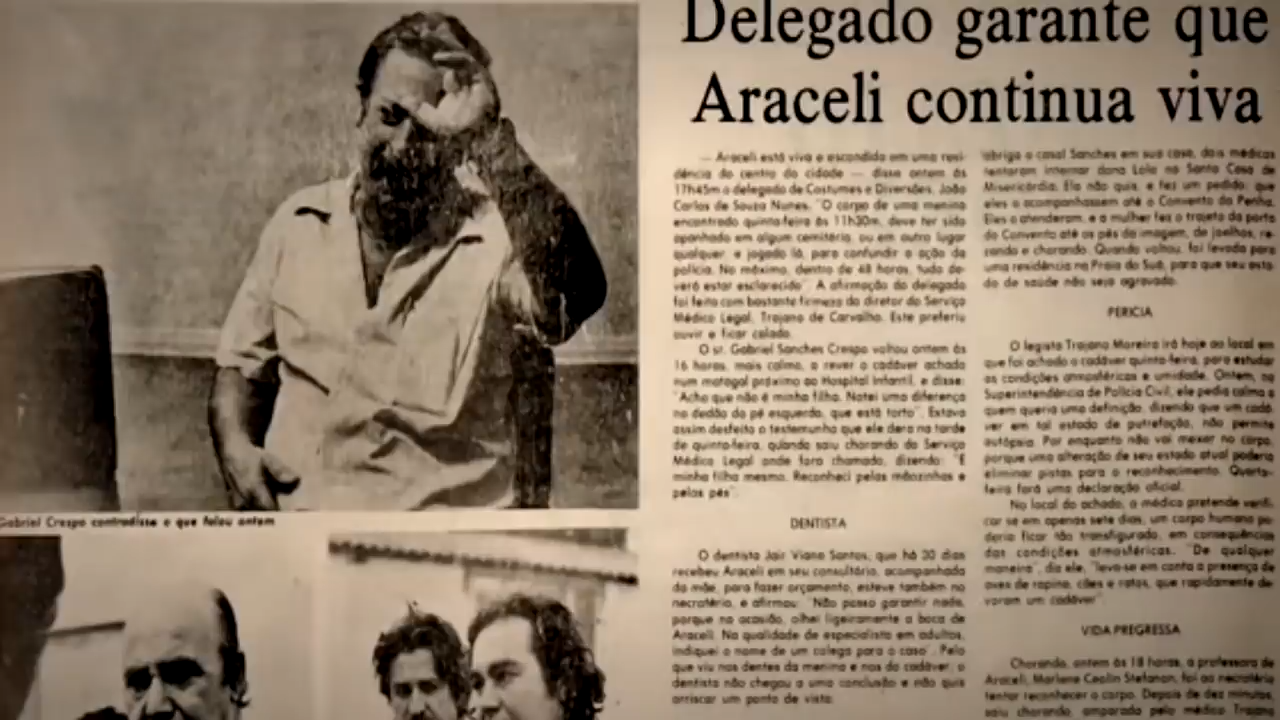 Delegado garante que
Araceli continua viva
— Araceli está viva e escondida em uma resi-
dência do centro da cidade — disse ontem às
17h45m o delegado de Costumes e Diversões, João
Carlos de Souza Nunes. "O corpo de uma menina
encontrado quinta-feira às 11h30m, deve ter sido
apanhado em algum cemitério, ou em outro lugar
qualquer e jogado lá, para confundir a ação da
polícia. No máximo, dentro de 48 horas, tudo de-
verá estar esclarecido". A afirmação do delegado
foi feita com bastante firmeza do diretor do Serviço
Médico Legal, Trajano de Carvalho. Este preferiu
ouvir e ficar calado.
O sr. Gabriel Sanches Crespo voltou ontem às
16 horas, mais calmo, a rever o cadáver achado
num matagal próximo ao Hospital Infantil, e disse:
"Acho que não é minha filha. Notei uma diferença
no dedão do pé esquerdo, que está torto". Estava
assim desfeito o testemunho que ele dera na tarde
de quinta-feira, quando saiu chorando do Serviço
Médico Legal onde fora chamado, dizendo: "É
minha filha mesmo. Reconheci pelas mãozinhas e
pelos pés".
DENTISTA
O dentista Jair Viana Santos, que há 30 dias
recebeu Araceli em seu consultório, acompanhada
da mãe, para fazer orçamento, esteve também no
necrotério, e afirmou: "Não posso garantir nada,
porque na ocasião, olhei ligeiramente a boca de
Araceli. Na qualidade de especialista em adultos,
indiquei o nome de um colega para o caso". Pelo
que viu nos dentes da menina e nos do cadáver, o
dentista não chegou a uma conclusão e não quis
arriscar um ponto de vista.
abriga o casal Sanches em sua casa, dois médicos
tentaram internar dona Lola na Santa Casa de
Misericórdia. Ela não quis, e fez um pedido: que
eles a acompanhassem até o Convento da Penha.
Eles a atenderam, e a mulher fez o trajeto da porta
do Convento até os pés da imagem, de joelhos, re-
zando e chorando. Quando voltou, foi levada para
uma residência na Praia do Suá, para que seu esta-
do de saúde não seja agravado.
PERICIA
O legista Trajano Moreira irá hoje ao local em
que foi achado o cadáver quinta-feira, para estudar
as condições atmosféricas e umidade. Ontem, na
Superintendência de Polícia Civil, ele pedia calma a
quem queria uma definição, dizendo que um cadá-
ver em tal estado de putrefação, não permite
autópsia. Por enquanto não vai mexer no corpo,
porque uma alteração de seu estado atual poderia
eliminar pistas para o reconhecimento. Quarta-
feira fará uma declaração oficial.
No local do achado, o médico pretende verifi-
car se em apenas sete dias, um corpo humano po-
deria ficar tão transfigurado, em consequências
das condições atmosféricas. "De qualquer
maneira", diz ele, "leva-se em conta a presença de
aves de rapina, cães e ratos, que rapidamente de-
voram um cadáver".
VIDA PREGRESSA
Chorando, ontem às 18 horas, a professora de
Araceli, Marlene Stefanon, foi ao necrotério
tentar reconhecer o corpo. Depois de dez minutos,
saiu chorando, amparada pelo médico Trajano
Gabriel Crespo contradisse o que falou ontem